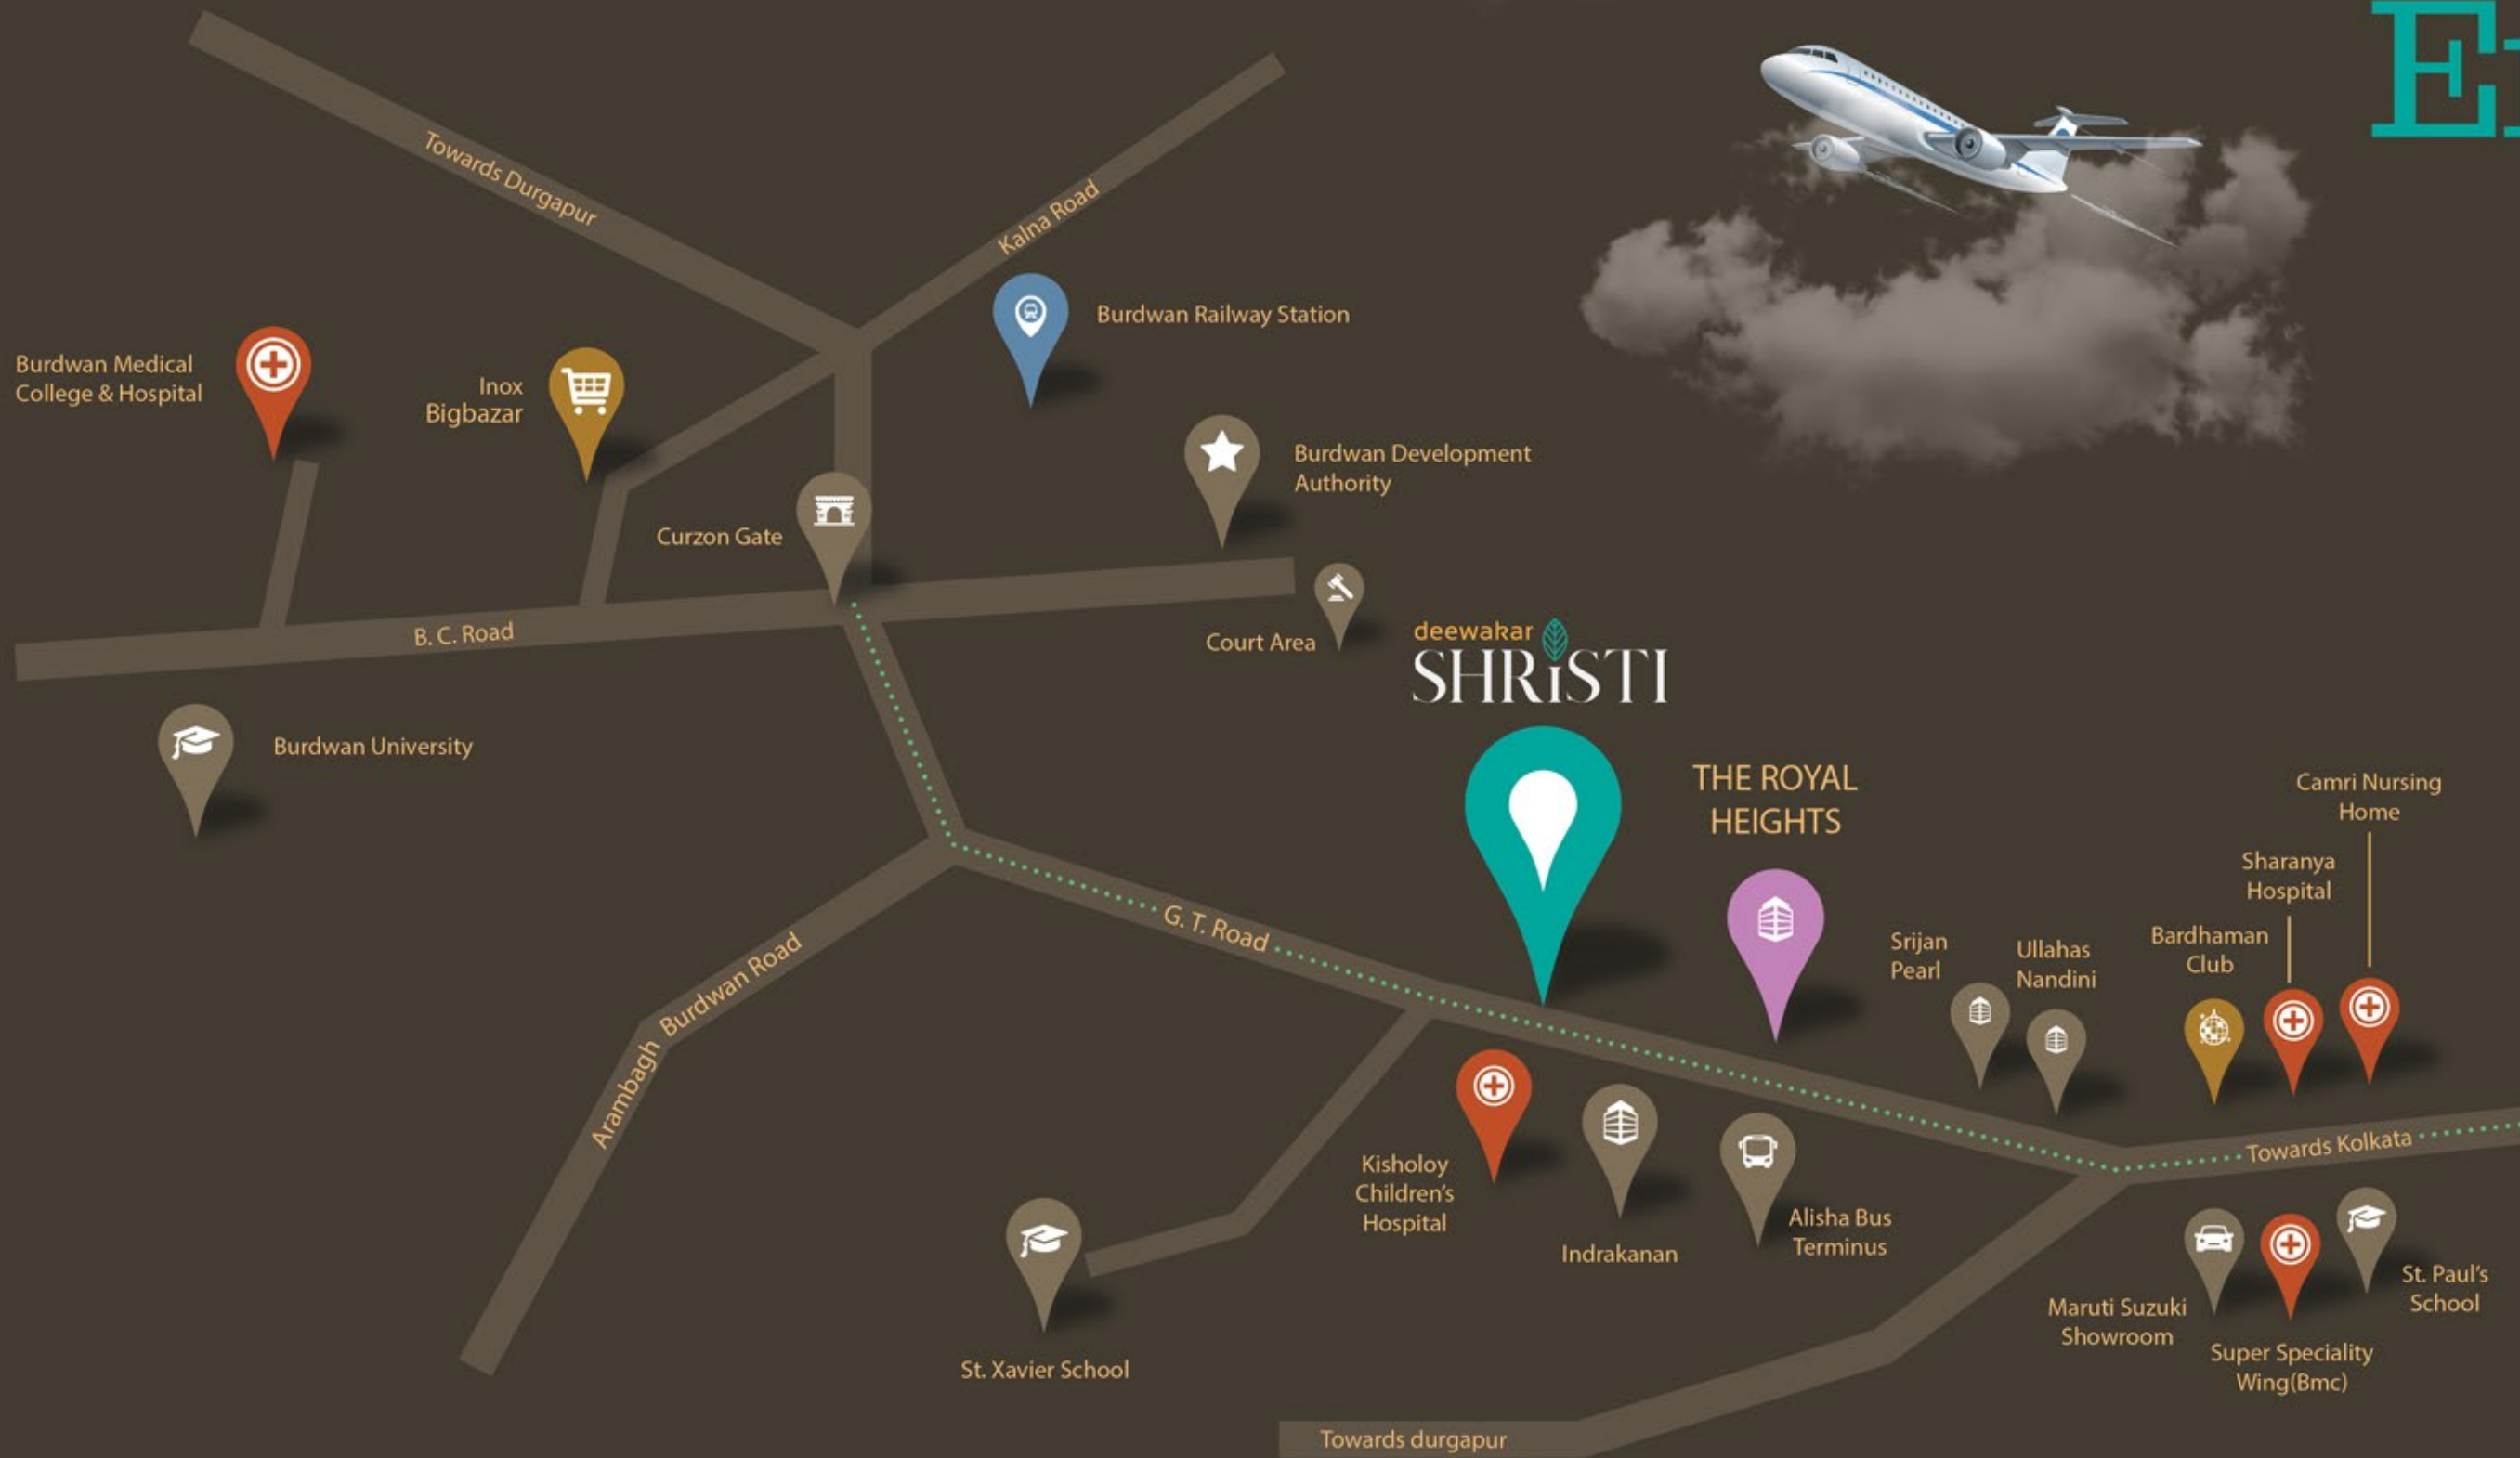 Towards Durgapur
Kalna Road
Burdwan Railway Station
Burdwan Medical
College & Hospital
Inox
Bigbazar
Burdwan Development
Authority
Curzon Gate
B. C. Road
Court Area
deewakar
SHRiSTI
Burdwan University
THE ROYAL
HEIGHTS
Camri Nursing
Home
Sharanya
Hospital
Bardhaman
Club
Srijan
Pearl
Ullahas
Nandini
G. T. Road
Arambagh Burdwan Road
Towards Kolkata
Kisholoy
Children's
Hospital
Indrakanan
Alisha Bus
Terminus
St. Paul's
School
Maruti Suzuki
Showroom
Super Speciality
Wing(Bmc)
St. Xavier School
Towards durgapur